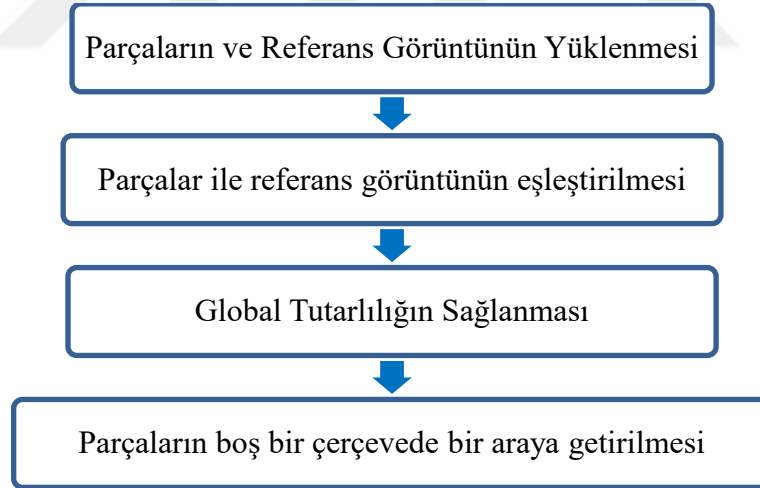 Parçaların ve Referans Görüntünün Yüklenmesi
Parçalar ile referans görüntünün eşleştirilmesi
Global Tutarlılığın Sağlanması
Parçaların boş bir çerçevede bir araya getirilmesi